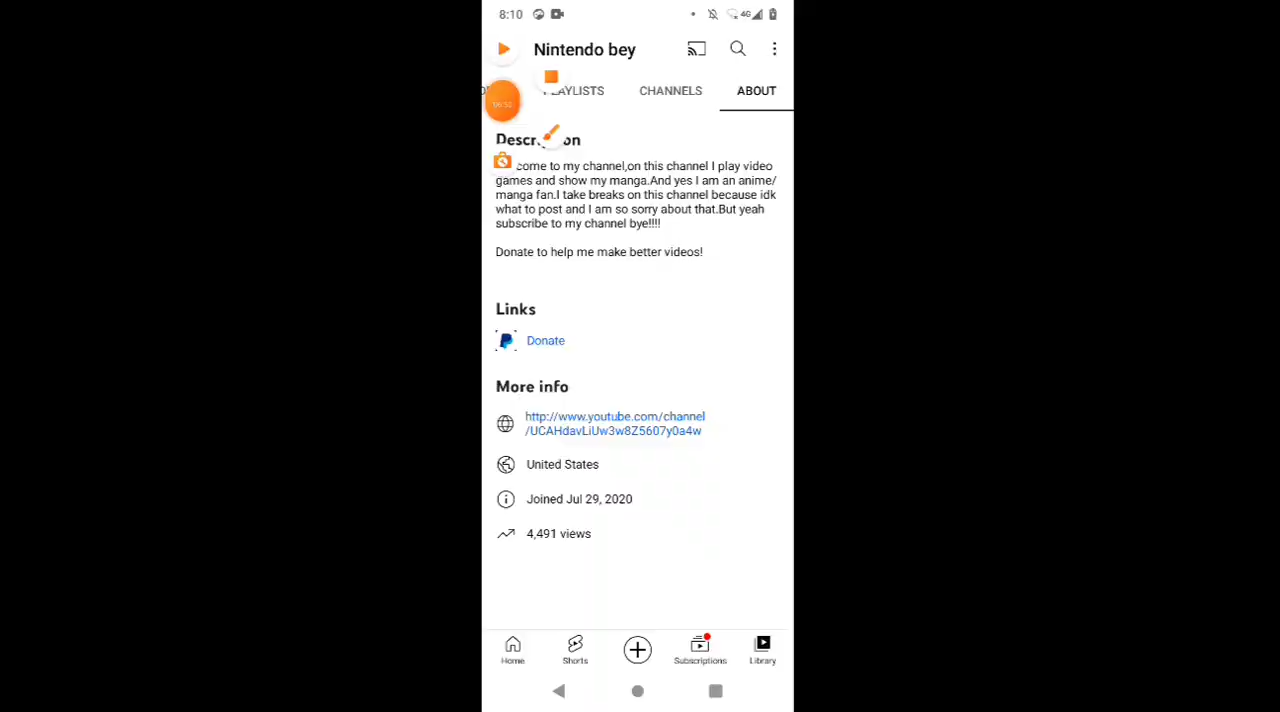 8:10
4G
Nintendo bey
PLAYLISTS CHANNELS ABOUT
Description
come to my channel,on this channel I play video
games and show my manga.And yes I am an anime/
manga fan.I take breaks on this channel because idk
what to post and I am so sorry about that.But yeah
subscribe to my channel bye!!!!
Donate to help me make better videos!
Links
Donate
More info
http://www.youtube.com/channel
/UCAHdavLiUw3w8Z5607y0a4w
United States
Joined Jul 29, 2020
4,491 views
Home Shorts Subscriptions Library